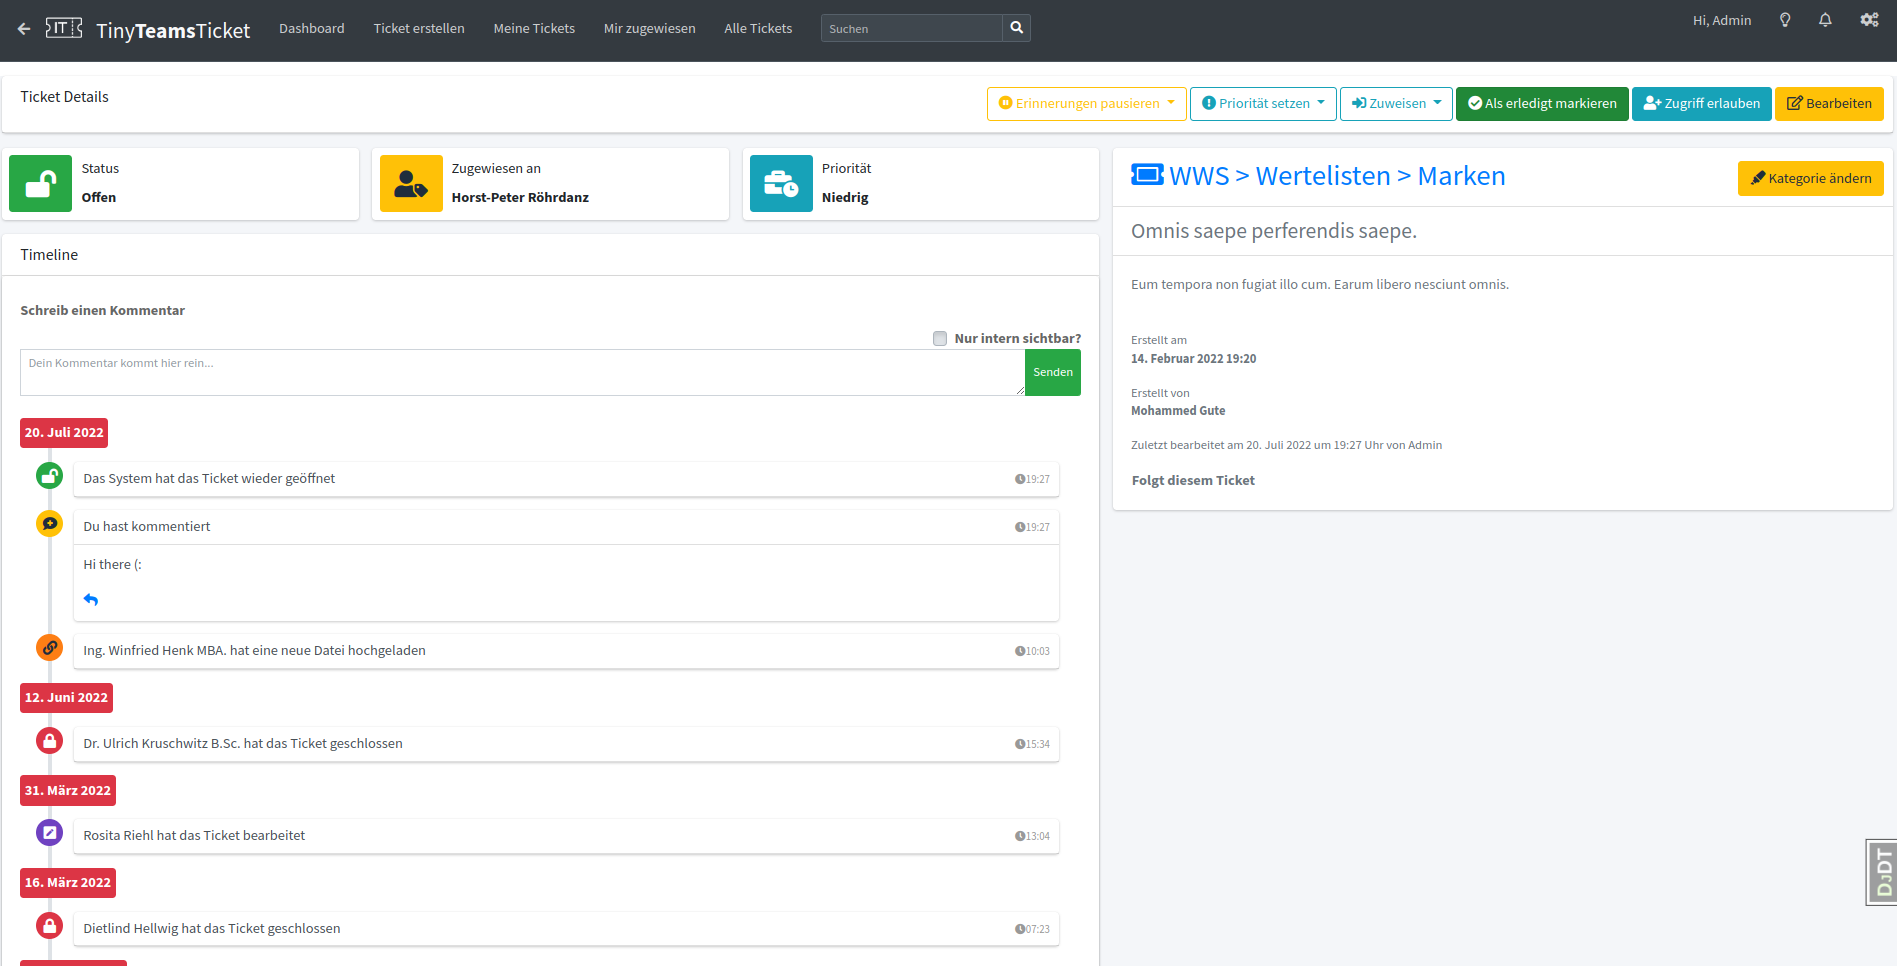 IT TinyTeamsTicket Dashboard Ticket erstellen Meine Tickets Mir zugewiesen Alle Tickets Suchen Hi, Admin
Ticket Details
Erinnerungen pausieren Priorität setzen Zuweisen Als erledigt markieren Zugriff erlauben Bearbeiten
Status
Offen
Zugewiesen an
Horst-Peter Röhrdanz
Priorität
Niedrig
Timeline
Schreib einen Kommentar
Nur intern sichtbar?
Dein Kommentar kommt hier rein...
Senden
20. Juli 2022
Das System hat das Ticket wieder geöffnet 19:27
Du hast kommentiert 19:27
Hi there (:
Ing. Winfried Henk MBA. hat eine neue Datei hochgeladen 10:03
12. Juni 2022
Dr. Ulrich Kruschwitz B.Sc. hat das Ticket geschlossen 15:34
31. März 2022
Rosita Riehl hat das Ticket bearbeitet 13:04
16. März 2022
Dietlind Hellwig hat das Ticket geschlossen 07:23
WWS > Wertelisten > Marken
Kategorie ändern
Omnis saepe perferendis saepe.
Eum tempora non fugiat illo cum. Earum libero nesciunt omnis.
Erstellt am
14. Februar 2022 19:20
Erstellt von
Mohammed Gute
Zuletzt bearbeitet am 20. Juli 2022 um 19:27 Uhr von Admin
Folgt diesem Ticket
DJDT